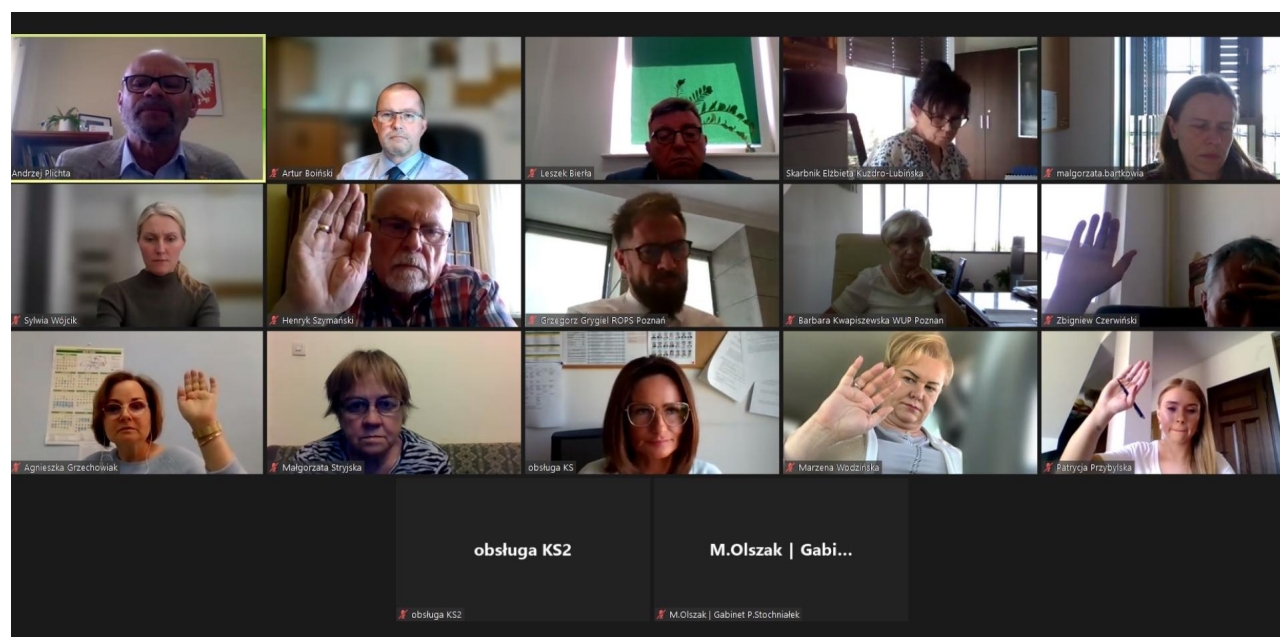 Andrzej Plichta
Artur Boiński
Leszek Bierła
Skarbnik Elżbieta Kuzdro-Lubińska
malgorzata.bartkowia
Sylwia Wójcik
Henryk Szymański
Grzegorz Grygiel ROPS Poznań
Barbara Kwapiszewska WUP Poznan
Zbigniew Czerwiński
Agnieszka Grzechowiak
Małgorzata Stryjska
obsługa KS
Marzena Wodzińska
Patrycja Przybylska
obsługa KS2
M.Olszak | Gabi...
obsługa KS2
M.Olszak | Gabinet P.Stochniałek